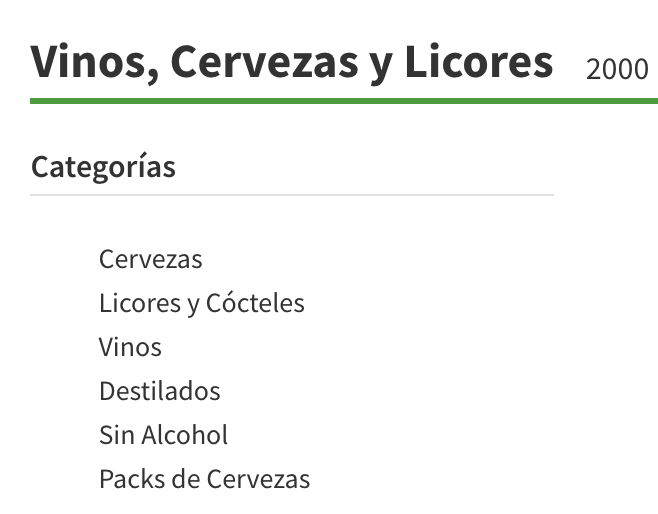 Vinos, Cervezas y Licores 2000
Categorías
Cervezas
Licores y Cócteles
Vinos
Destilados
Sin Alcohol
Packs de Cervezas